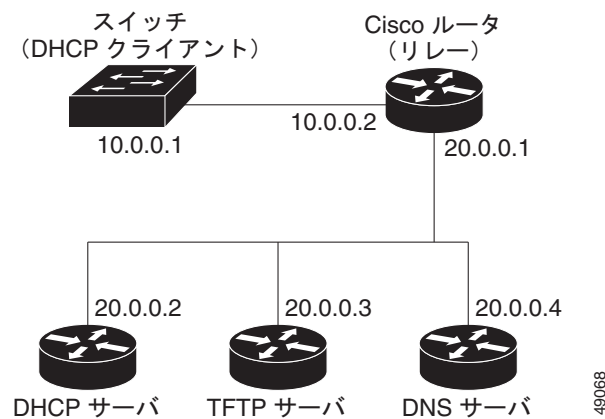 スイッチ
（DHCP クライアント）
Cisco ルータ
（リレー）
10.0.0.1
10.0.0.2
20.0.0.1
20.0.0.2
20.0.0.3
20.0.0.4
DHCP サーバ
TFTP サーバ
DNS サーバ
49068